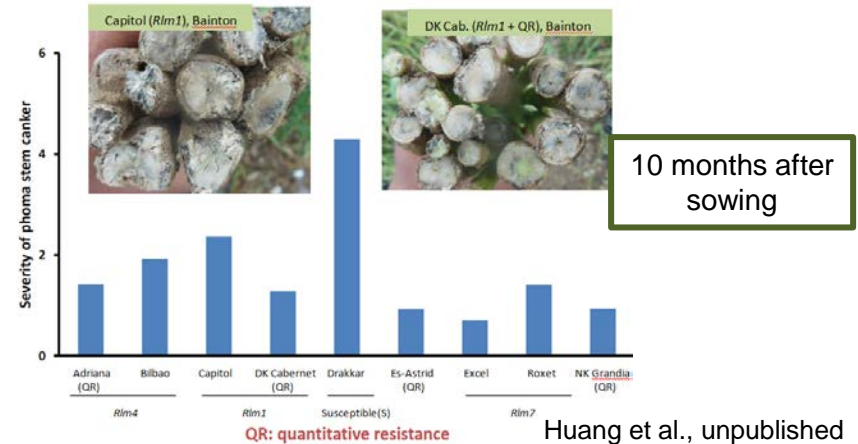 Capitol (Rlm1), Bainton
DK Cab. (Rlm1 + QR), Bainton
10 months after
sowing
Severity of phoma stem canker
6
4
2
0
Adriana (QR)
Bilbao
Capitol
DK Cabernet (QR)
Drakkar
Es-Astrid (QR)
Excel
Roxet
NK Grandia (QR)
Rlm4
Rlm1
Susceptible(S)
Rlm7
QR: quantitative resistance
Huang et al., unpublished